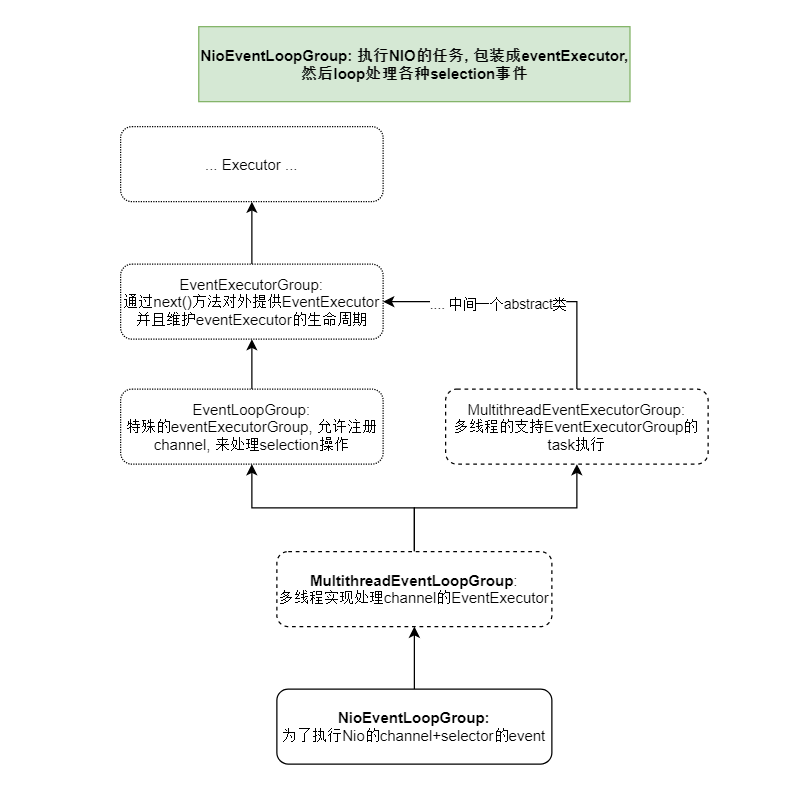 NioEventLoopGroup: 执行NIO的任务, 包装成eventExecutor,
然后loop处理各种selection事件
... Executor ...
EventExecutorGroup:
通过next()方法对外提供EventExecutor
并且维护eventExecutor的生命周期
.... 中间一个abstract类
EventLoopGroup:
特殊的eventExecutorGroup, 允许注册
channel, 来处理selection操作
MultithreadEventExecutorGroup:
多线程的支持EventExecutorGroup的
task执行
MultithreadEventLoopGroup:
多线程实现处理channel的EventExecutor
NioEventLoopGroup:
为了执行Nio的channel+selector的event